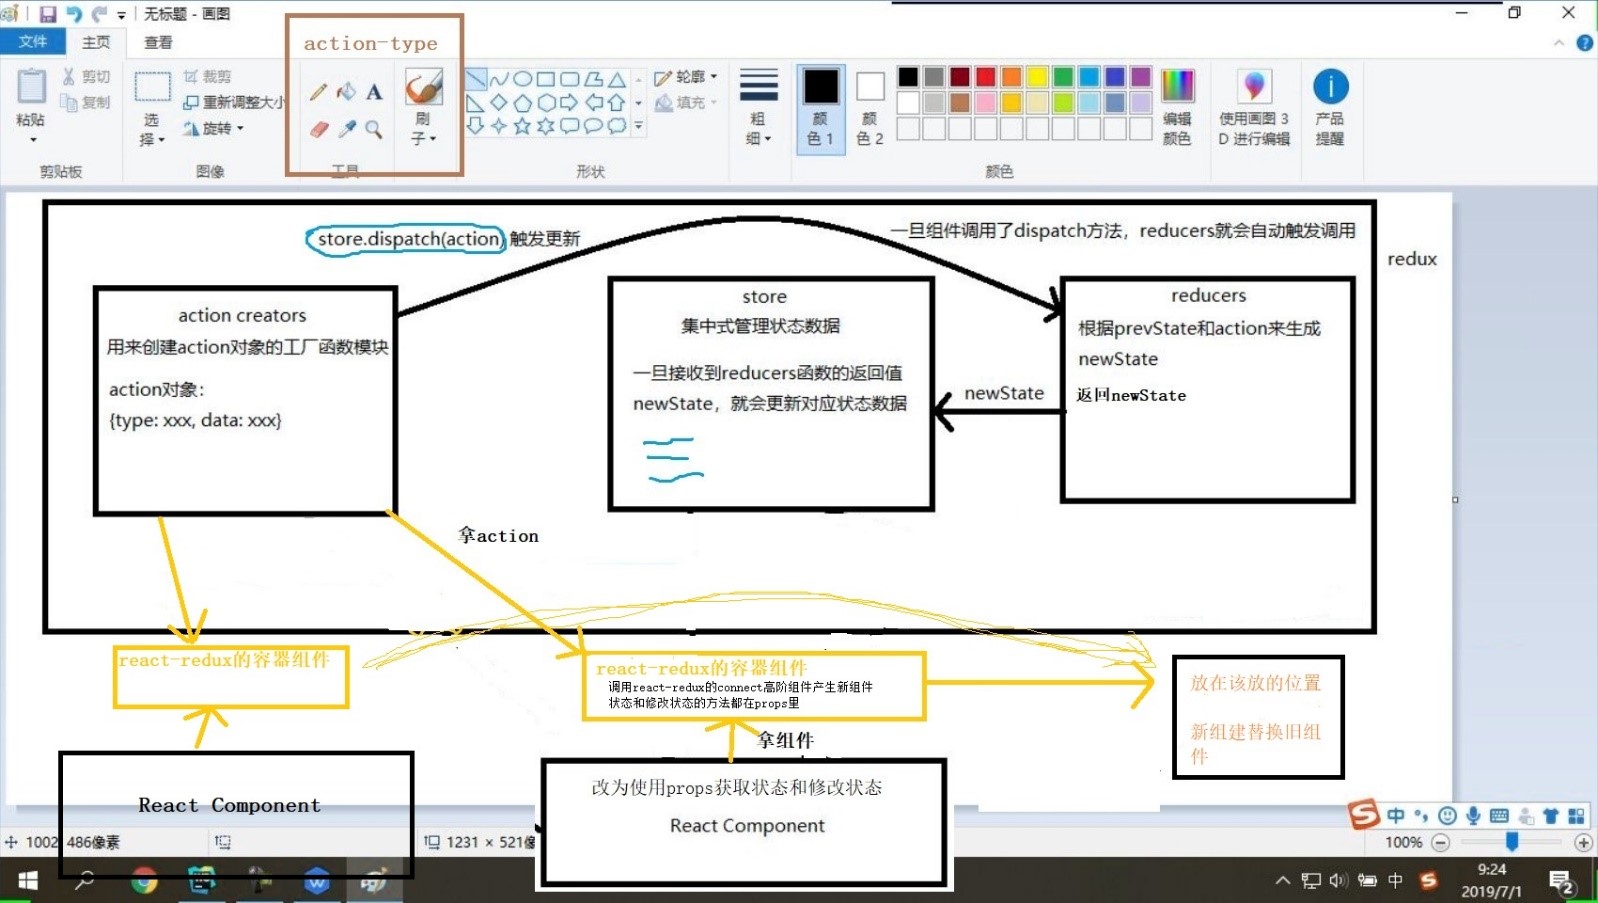 无标题 - 画图
文件 主页 查看
action-type
剪切
复制
粘贴
剪贴板
选择
裁剪
重新调整大小
旋转
图像
A
工具
刷子
轮廓
填充
形状
粗细
颜色 1
颜色 2
编辑颜色
颜色
使用画图 3D 进行编辑
产品提醒
store.dispatch(action) 触发更新
一旦组件调用了dispatch方法，reducers就会自动触发调用
redux
action creators
用来创建action对象的工厂函数模块
action对象：
{type: xxx, data: xxx}
store
集中式管理状态数据
一旦接收到reducers函数的返回值
newState，就会更新对应状态数据
newState
reducers
根据prevState和action来生成
newState
返回newState
拿action
react-redux的容器组件
react-redux的容器组件
调用react-redux的connect高阶组件产生新组件
状态和修改状态的方法都在props里
放在该放的位置
新组建替换旧组
件
拿组件
React Component
改为使用props获取状态和修改状态
React Component
中
1002 486像素
1231 × 521像
100%
中
9:24
2019/7/1
2